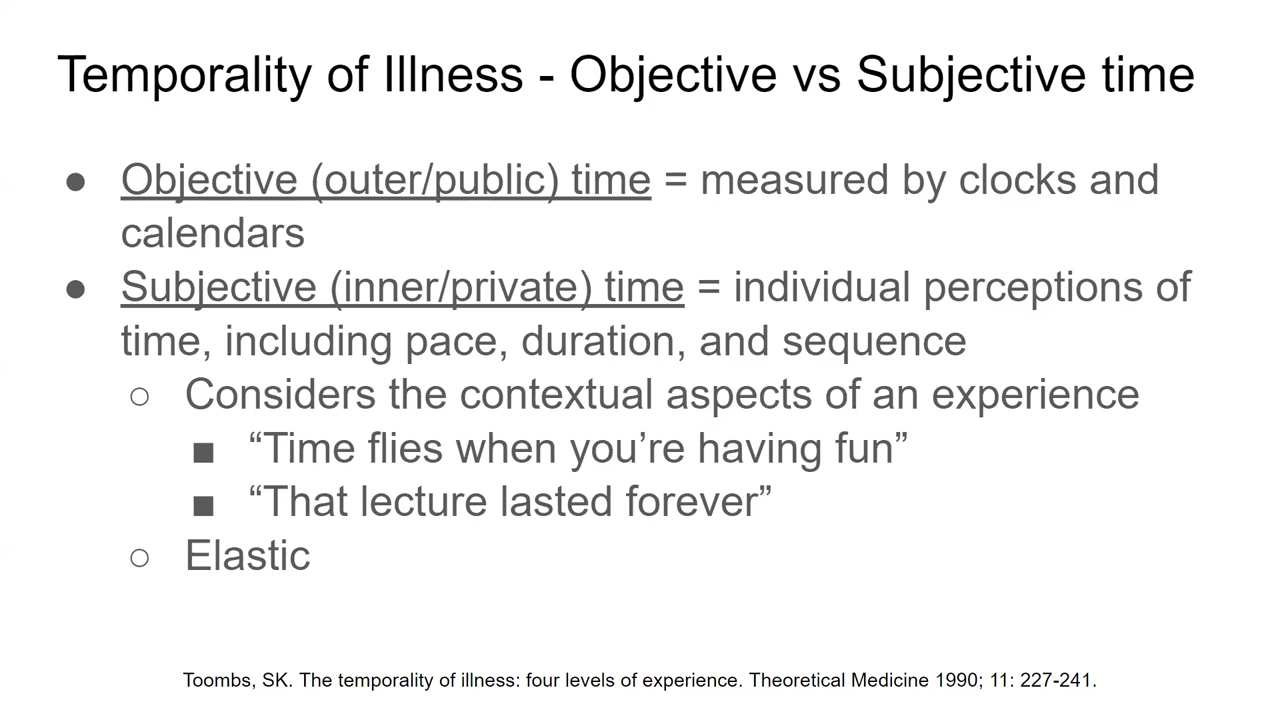 Temporality of Illness - Objective vs Subjective time
● Objective (outer/public) time = measured by clocks and
calendars
● Subjective (inner/private) time = individual perceptions of
time, including pace, duration, and sequence
○ Considers the contextual aspects of an experience
■ “Time flies when you’re having fun”
■ “That lecture lasted forever”
○ Elastic
Toombs, SK. The temporality of illness: four levels of experience. Theoretical Medicine 1990; 11: 227-241.